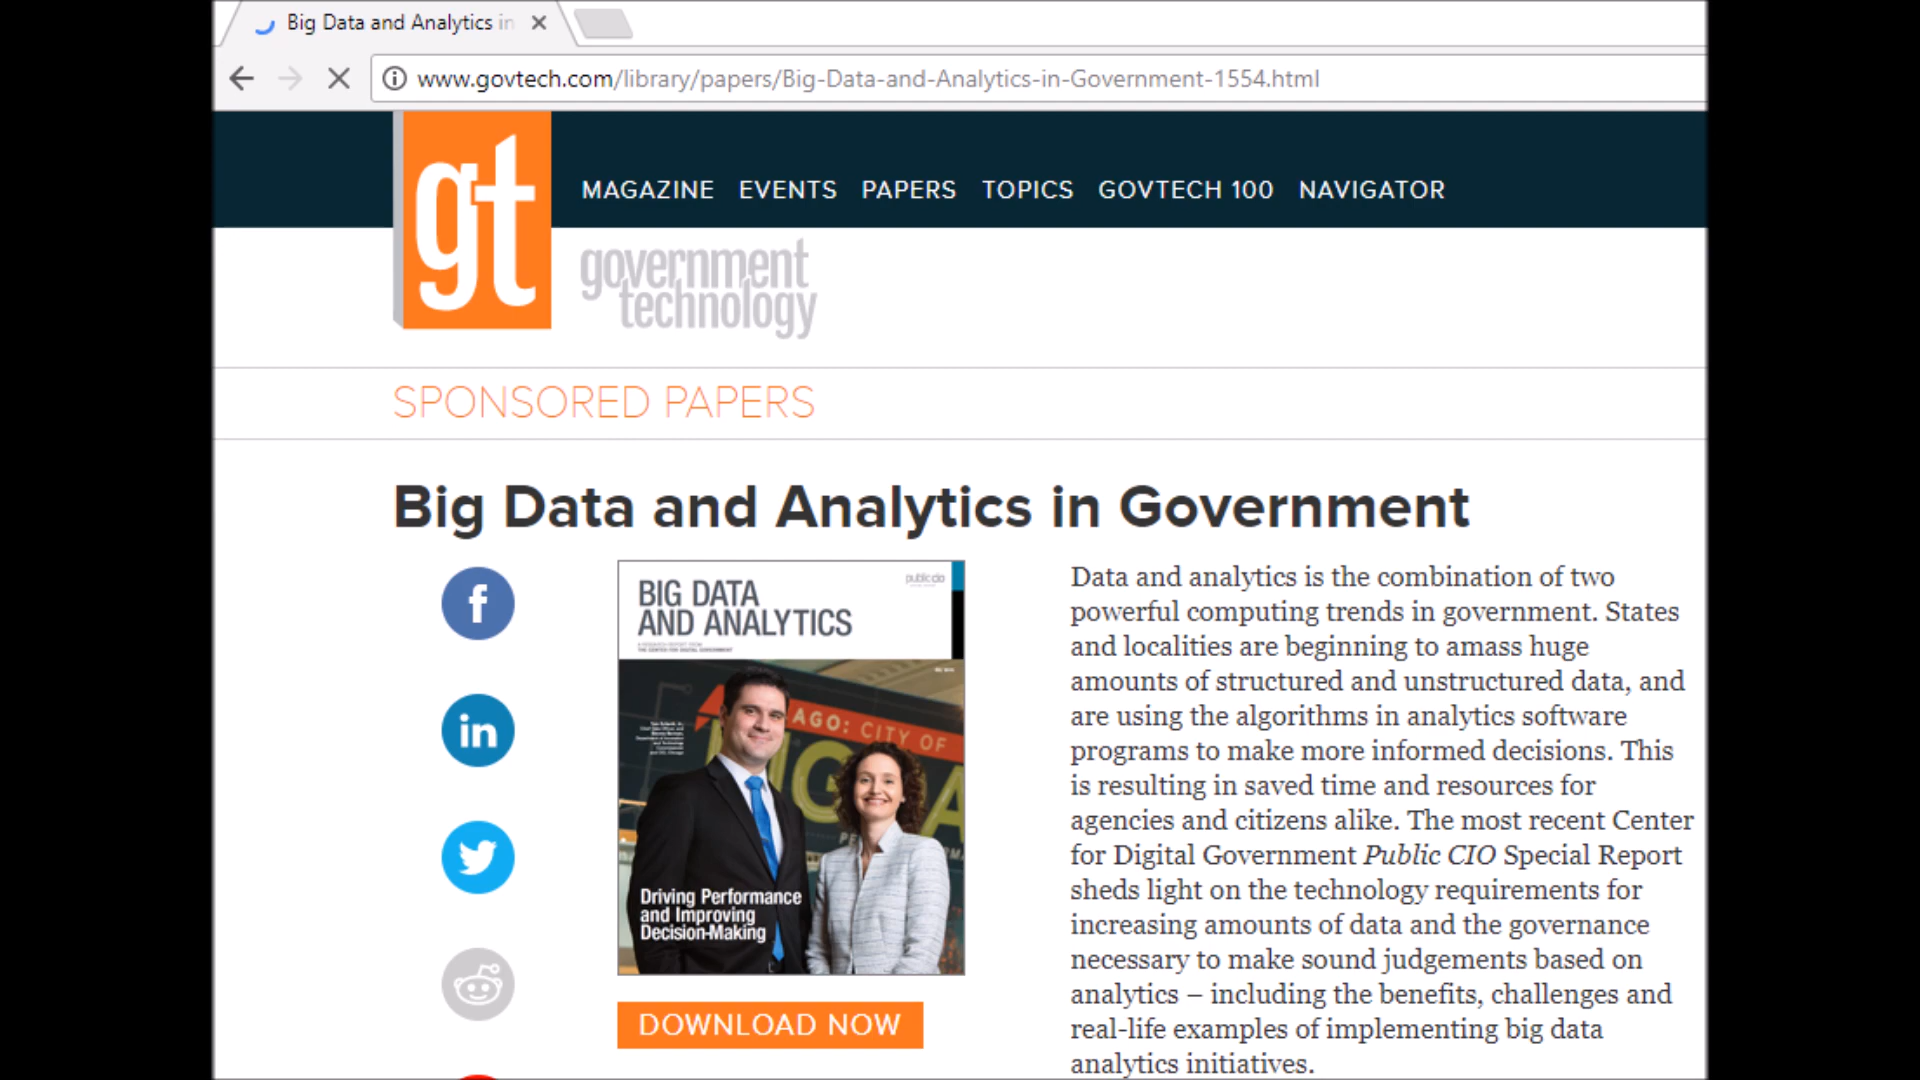 Big Data and Analytics in
www.govtech.com/library/papers/Big-Data-and-Analytics-in-Government-1554.html
gt
MAGAZINE EVENTS PAPERS TOPICS GOVTECH 100 NAVIGATOR
government
technology
SPONSORED PAPERS
Big Data and Analytics in Government
f
in
public cio
BIG DATA
AND ANALYTICS
AGO: CITY OF
Driving Performance
and Improving
Decision-Making
DOWNLOAD NOW
Data and analytics is the combination of two
powerful computing trends in government. States
and localities are beginning to amass huge
amounts of structured and unstructured data, and
are using the algorithms in analytics software
programs to make more informed decisions. This
is resulting in saved time and resources for
agencies and citizens alike. The most recent Center
for Digital Government Public CIO Special Report
sheds light on the technology requirements for
increasing amounts of data and the governance
necessary to make sound judgements based on
analytics – including the benefits, challenges and
real-life examples of implementing big data
analytics initiatives.